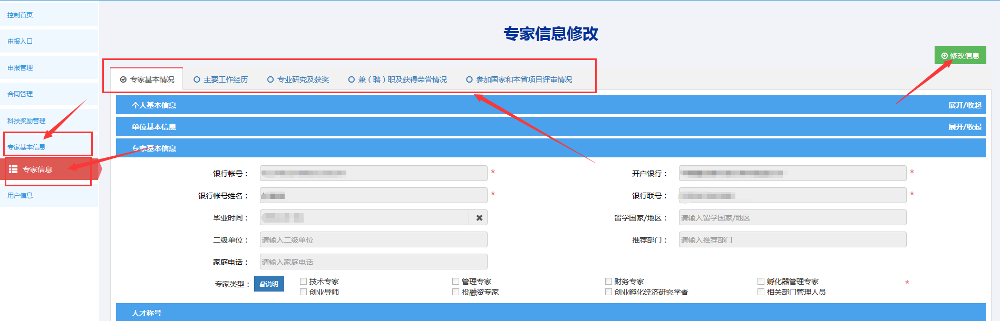 控制首页
申报入口
申报管理
合同管理
科技奖励管理
专家基本信息
专家信息
用户信息
专家信息修改
修改信息
专家基本情况 主要工作经历 专业研究及获奖 兼（聘）职及获得荣誉情况 参加国家和本省项目评审情况
个人基本信息 展开/收起
单位基本信息 展开/收起
专家基本信息
银行帐号： * 开户银行： *
银行帐号姓名： * 银行联号： *
毕业时间： 留学国家/地区： 请输入留学国家/地区
二级单位： 请输入二级单位 推荐部门： 请输入推荐部门
家庭电话： 请输入家庭电话
专家类型： 说明 技术专家 管理专家 财务专家 孵化器管理专家 *
创业导师 投融资专家 创业孵化经济研究学者 相关部门管理人员
人才称号